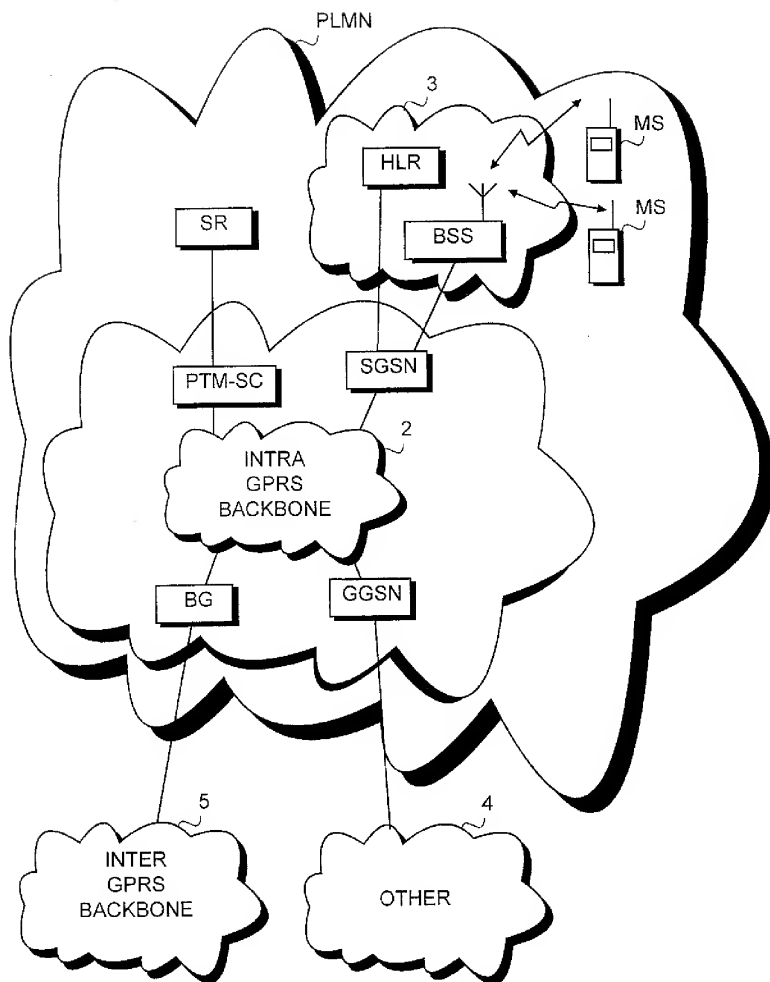 PLMN
3
MS
HLR
MS
SR
BSS
PTM-SC
SGSN
2
INTRA
GPRS
BACKBONE
BG
GGSN
5
4
INTER
GPRS
BACKBONE
OTHER